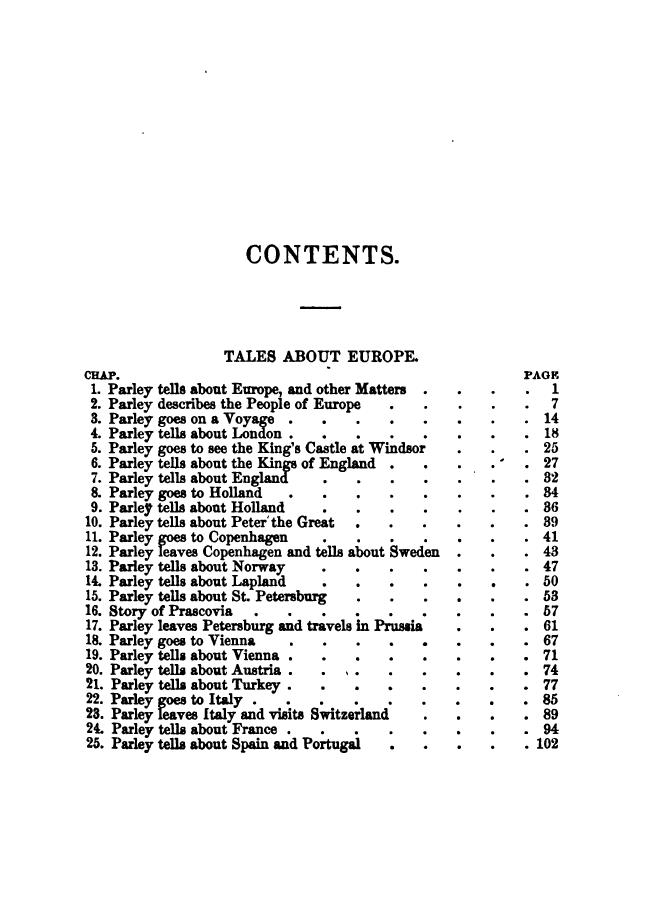 CONTENTS.
TALES ABOUT EUROPE.
CHAP. PAGE
1. Parley tells about Europe, and other Matters . . . . 1
2. Parley describes the People of Europe . . . . . 7
3. Parley goes on a Voyage . . . . . . . . 14
4. Parley tells about London . . . . . . . . 18
5. Parley goes to see the King's Castle at Windsor . . . 25
6. Parley tells about the Kings of England . . . . . 27
7. Parley tells about England . . . . . . . 32
8. Parley goes to Holland . . . . . . . . 34
9. Parley tells about Holland . . . . . . . 36
10. Parley tells about Peter the Great . . . . . . 39
11. Parley goes to Copenhagen . . . . . . . 41
12. Parley leaves Copenhagen and tells about Sweden . . . 43
13. Parley tells about Norway . . . . . . . 47
14. Parley tells about Lapland . . . . . . . 50
15. Parley tells about St. Petersburg . . . . . . 53
16. Story of Prascovia . . . . . . . . . 57
17. Parley leaves Petersburg and travels in Prussia . . . 61
18. Parley goes to Vienna . . . . . . . . 67
19. Parley tells about Vienna . . . . . . . . 71
20. Parley tells about Austria . . . . . . . . 74
21. Parley tells about Turkey . . . . . . . . 77
22. Parley goes to Italy . . . . . . . . . 85
23. Parley leaves Italy and visits Switzerland . . . . 89
24. Parley tells about France . . . . . . . . 94
25. Parley tells about Spain and Portugal . . . . . 102